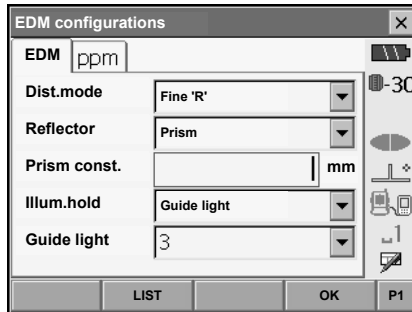 EDM configurations
EDM ppm
-30
Dist.mode Fine 'R'
Reflector Prism
Prism const. mm
Illum.hold Guide light
Guide light 3
1
LIST OK P1